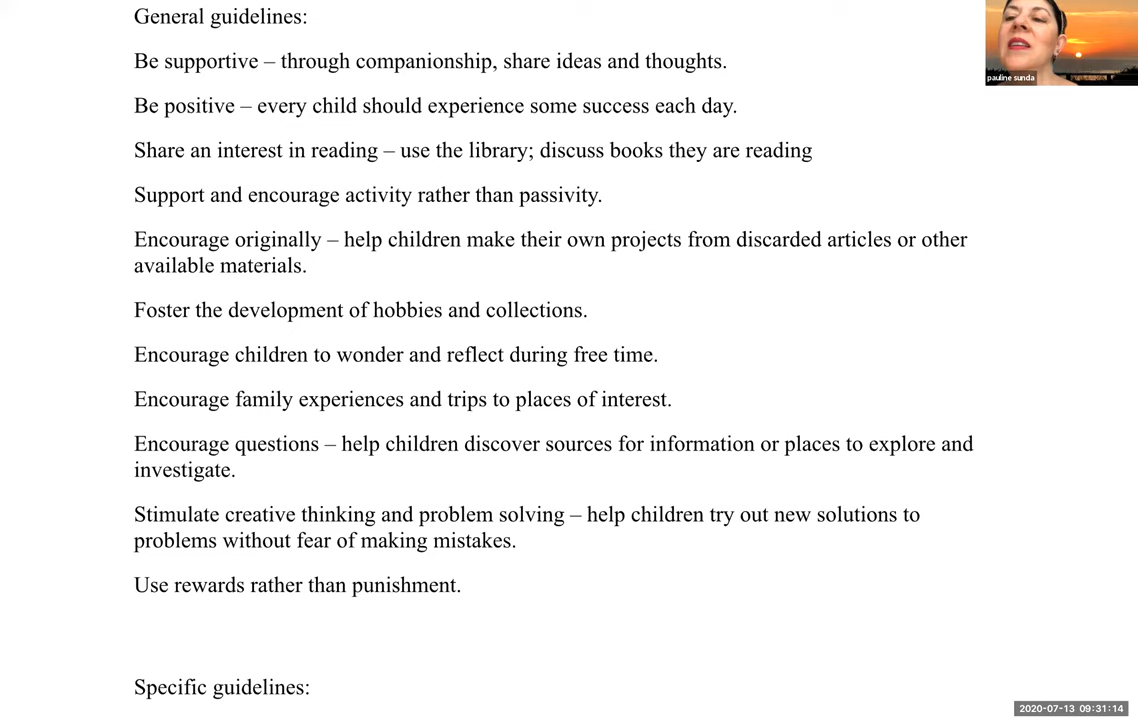 General guidelines:
Be supportive – through companionship, share ideas and thoughts.
Be positive – every child should experience some success each day.
Share an interest in reading – use the library; discuss books they are reading
Support and encourage activity rather than passivity.
Encourage originally – help children make their own projects from discarded articles or other
available materials.
Foster the development of hobbies and collections.
Encourage children to wonder and reflect during free time.
Encourage family experiences and trips to places of interest.
Encourage questions – help children discover sources for information or places to explore and
investigate.
Stimulate creative thinking and problem solving – help children try out new solutions to
problems without fear of making mistakes.
Use rewards rather than punishment.
Specific guidelines:
pauline sunda
2020-07-13 09:31:14